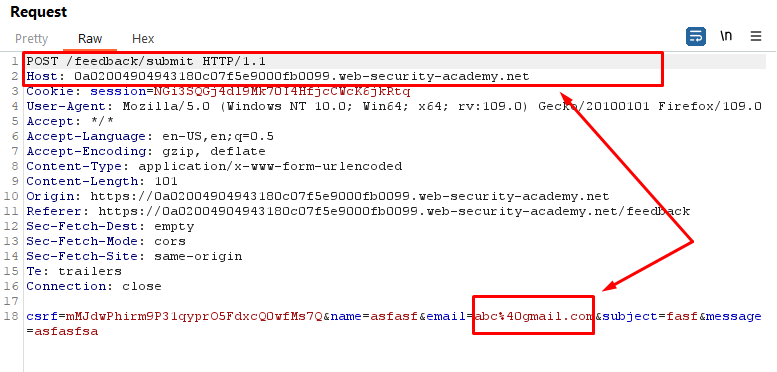 Request
Pretty Raw Hex \n
1 POST /feedback/submit HTTP/1.1
2 Host: 0a02004904943180c07f5e9000fb0099.web-security-academy.net
3 Cookie: session=
4 User-Agent: Mozilla/5.0 (Windows NT 10.0; Win64; x64; rv:109.0) Gecko/20100101 Firefox/109.0
5 Accept: */*
6 Accept-Language: en-US,en;q=0.5
7 Accept-Encoding: gzip, deflate
8 Content-Type: application/x-www-form-urlencoded
9 Content-Length: 101
10 Origin: https://0a02004904943180c07f5e9000fb0099.web-security-academy.net
11 Referer: https://0a02004904943180c07f5e9000fb0099.web-security-academy.net/feedback
12 Sec-Fetch-Dest: empty
13 Sec-Fetch-Mode: cors
14 Sec-Fetch-Site: same-origin
15 Te: trailers
16 Connection: close
17
18 csrf=mMJdwPhirm9P31qyprO5FdxcQ0wfMs7Q&name=asfasf&email=abc%40gmail.com&subject=fasf&message
=asfasfsa